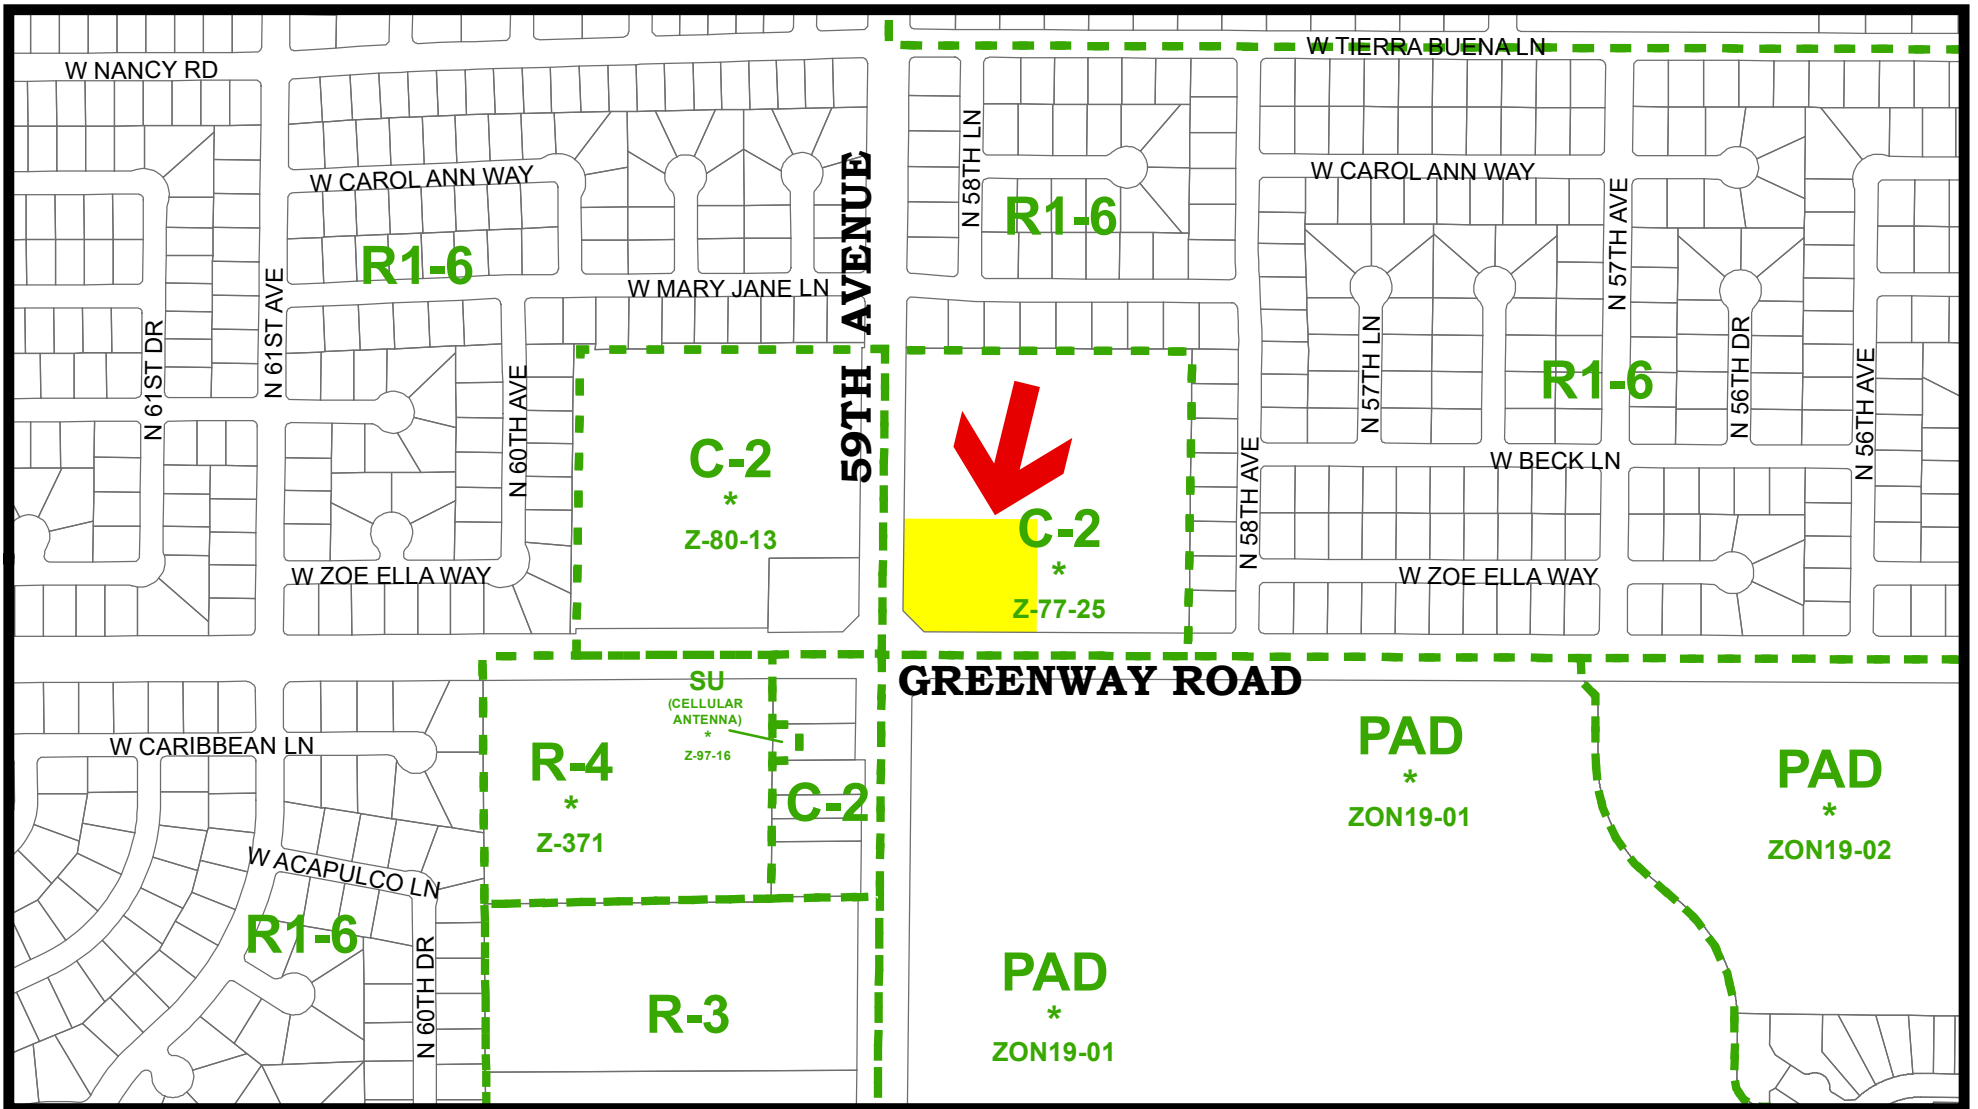 W TIERRA BUENA LN
W NANCY RD
W CAROL ANN WAY
N 58TH LN
W CAROL ANN WAY
N 57TH AVE
R1-6
R1-6
59TH AVENUE
W MARY JANE LN
N 61ST AVE
N 61ST DR
N 60TH AVE
N 57TH LN
N 56TH DR
N 56TH AVE
R1-6
C-2
*
Z-80-13
W BECK LN
N 58TH AVE
C-2
*
Z-77-25
W ZOE ELLA WAY
W ZOE ELLA WAY
GREENWAY ROAD
SU
(CELLULAR
ANTENNA)
*
Z-97-16
W CARIBBEAN LN
R-4
*
Z-371
C-2
PAD
*
ZON19-01
PAD
*
ZON19-02
W ACAPULCO LN
R1-6
N 60TH DR
R-3
PAD
*
ZON19-01